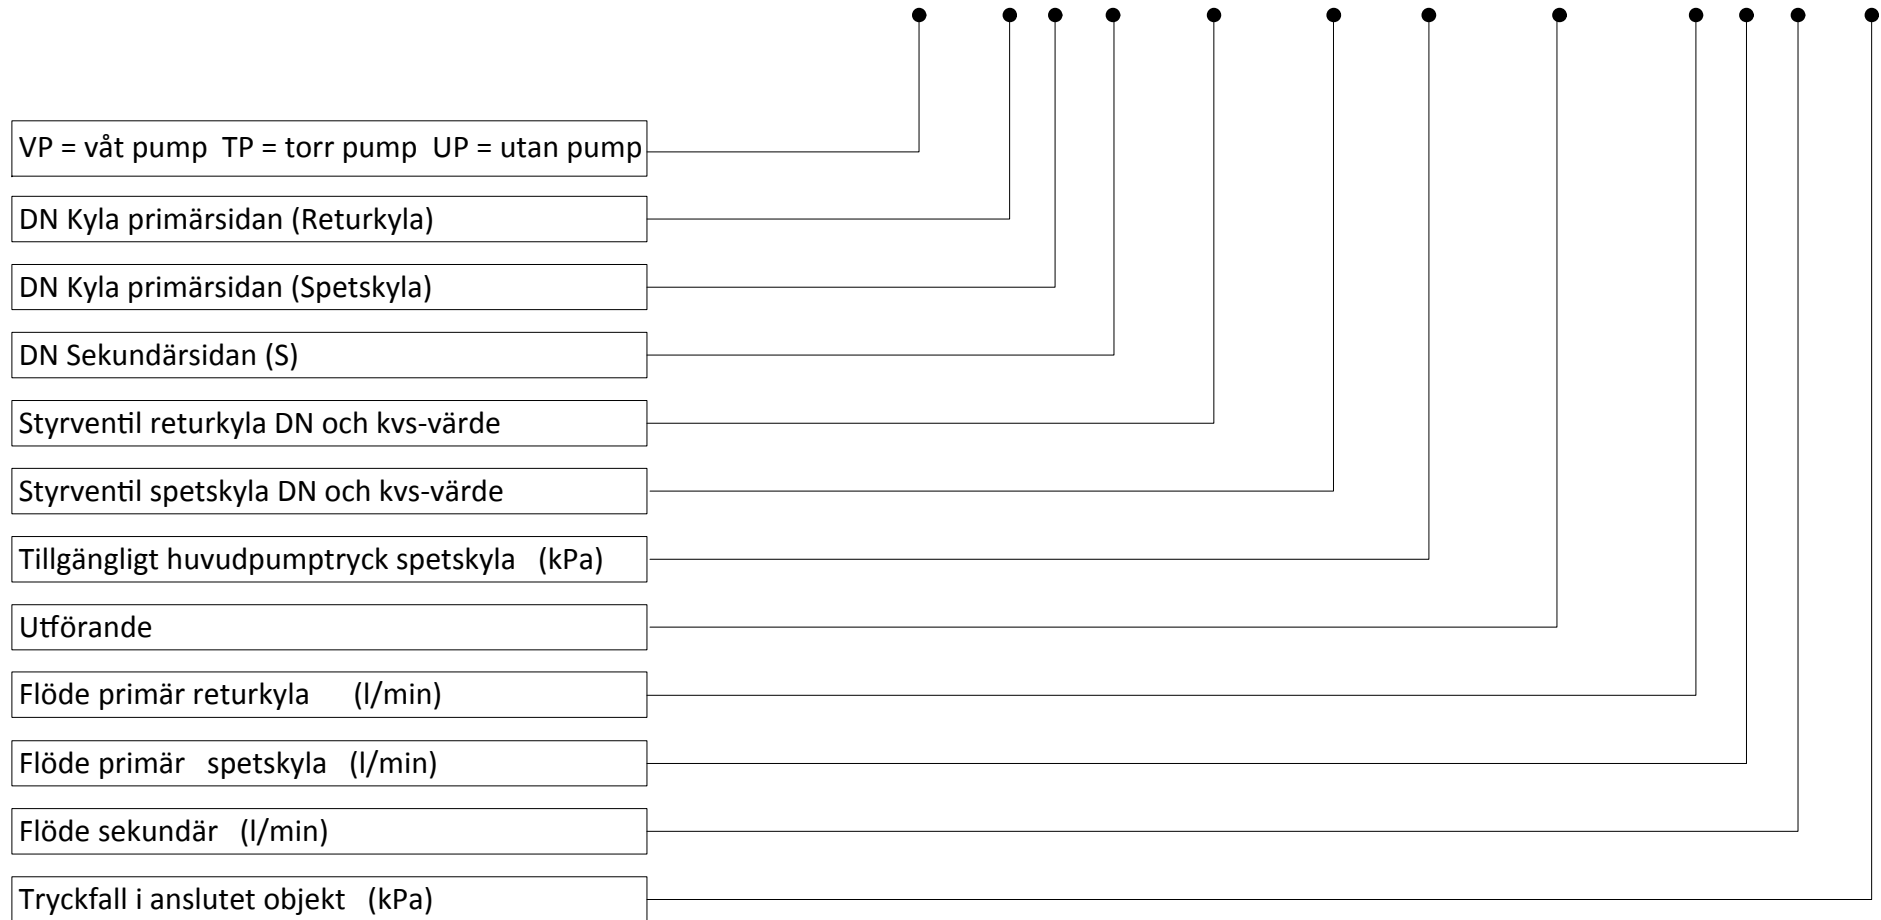 VP = våt pump TP = torr pump UP = utan pump
DN Kyla primärsidan (Returkyla)
DN Kyla primärsidan (Spetskyla)
DN Sekundärsidan (S)
Styrventil returkyla DN och kvs-värde
Styrventil spetskyla DN och kvs-värde
Tillgängligt huvudpumptryck spetskyla (kPa)
Utförande
Flöde primär returkyla (l/min)
Flöde primär spetskyla (l/min)
Flöde sekundär (l/min)
Tryckfall i anslutet objekt (kPa)